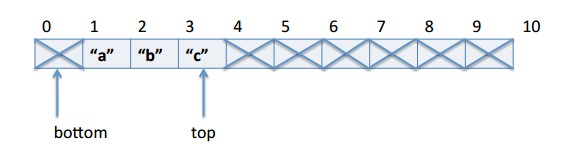 0 1 2 3 4 5 6 7 8 9 10
“a” “b” “c”
bottom top